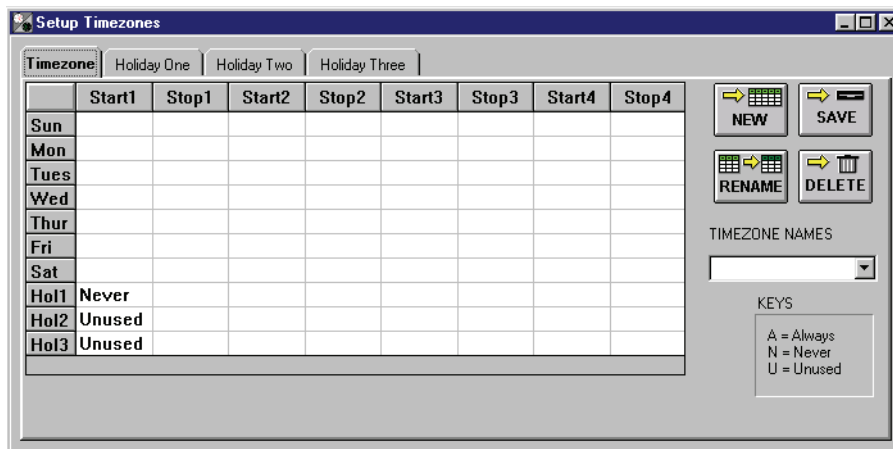 Setup Timezones
Timezone Holiday One Holiday Two Holiday Three
Start1 Stop1 Start2 Stop2 Start3 Stop3 Start4 Stop4
Sun
Mon
Tues
Wed
Thur
Fri
Sat
Hol1 Never
Hol2 Unused
Hol3 Unused
NEW SAVE
RENAME DELETE
TIMEZONE NAMES
KEYS
A = Always
N = Never
U = Unused